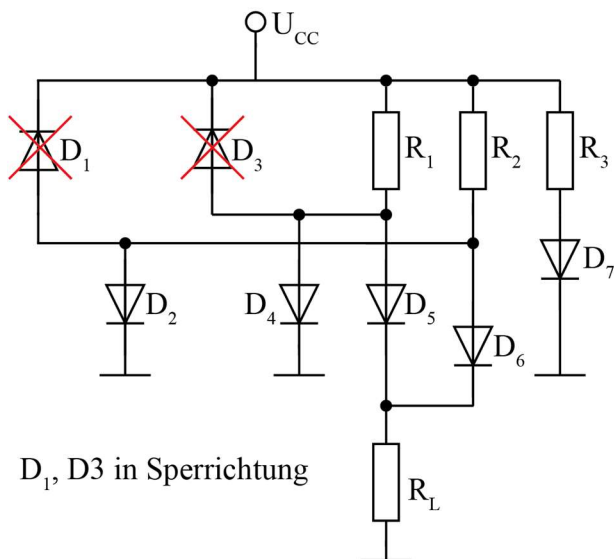 U_CC
D_1
D_3
R_1
R_2
R_3
D_7
D_2
D_4
D_5
D_6
D_1, D3 in Sperrichtung
R_L